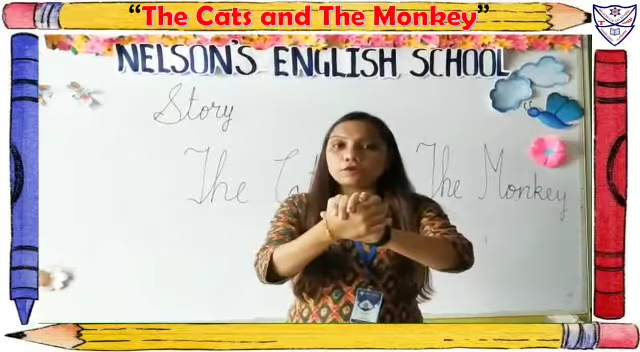 “The Cats and The Monkey”
NELSON'S ENGLISH SCHOOL
Story
The The Monkey